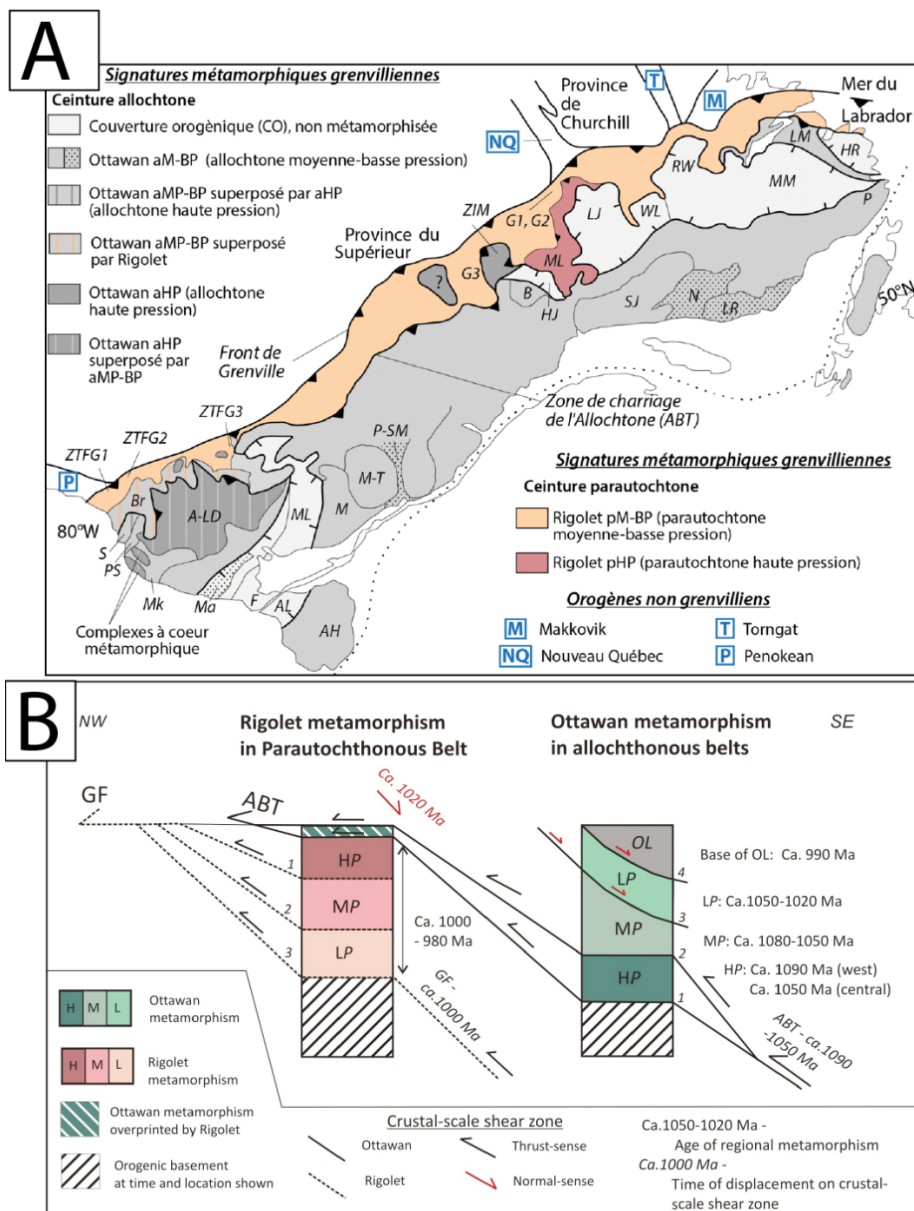 A
Signatures métamorphiques grenvilliennes
Ceinture allochtone
Couverture orogènique (CO), non métamorphisée
Ottawan aM-BP (allochtone moyenne-basse pression)
Ottawan aMP-BP superposé par aHP
(allochtone haute pression)
Ottawan aMP-BP superposé
par Rigolet
Ottawan aHP (allochtone
haute pression)
Ottawan aHP
superposé par
aMP-BP
Province
de
Churchill
T
M
NQ
Mer du
Labrador
LM
HR
RW
MM
P
G1, G2
LJ
WL
ZIM
Province du
Supérieur
ML
?
G3
B
HJ
SJ
N
LR
50°N
Front de
Grenville
Zone de charriage
de l'Allochtone (ABT)
ZTFG3
ZTFG2
ZTFG1
P-SM
M-T
P
Br
A-LD
ML
M
80°W
S
PS
Mk
Ma
F
AL
AH
Complexes à coeur
métamorphique
Signatures métamorphiques grenvilliennes
Ceinture parautochtone
Rigolet pM-BP (parautochtone
moyenne-basse pression)
Rigolet pHP (parautochtone haute pression)
Orogènes non grenvilliens
M Makkovik
T Torngat
NQ Nouveau Québec
P Penokean
B
NW
Rigolet metamorphism
in Parautochthonous Belt
Ottawan metamorphism
in allochthonous belts
SE
GF
ABT
Ca. 1020 Ma
HP
MP
LP
1
2
3
Ca. 1000
- 980 Ma
GF -
ca.1000 Ma
OL
LP
MP
HP
4
3
2
1
Base of OL: Ca. 990 Ma
LP: Ca.1050-1020 Ma
MP: Ca. 1080-1050 Ma
HP: Ca. 1090 Ma (west)
Ca. 1050 Ma (central)
ABT - ca.1090
-1050 Ma
H M L
Ottawan
metamorphism
H M L
Rigolet
metamorphism
Ottawan metamorphism
overprinted by Rigolet
Orogenic basement
at time and location shown
Crustal-scale shear zone
Ottawan
Thrust-sense
Rigolet
Normal-sense
Ca.1050-1020 Ma -
Age of regional metamorphism
Ca.1000 Ma -
Time of displacement on crustal-
scale shear zone